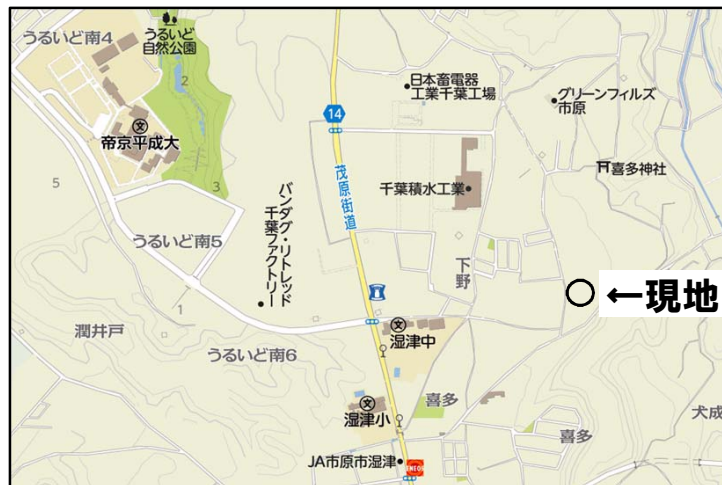 うるいど南4
うるいど
自然公園
2
帝京平成大
3
5
うるいど南5
1
潤井戸
うるいど南6
バンダグ・リトレッド
千葉ファクトリー
14
茂原街道
日本畜電器
工業千葉工場
グリーンフィルズ
市原
千葉積水工業
喜多神社
下野
←現地
湿津中
湿津小
喜多
喜多
犬成
JA市原市湿津
ENEOS